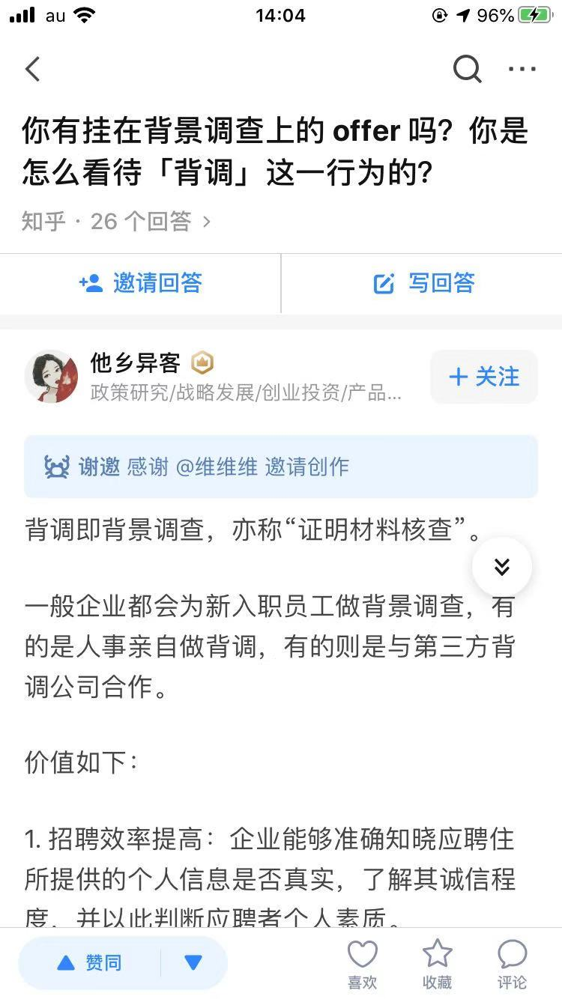 au 14:04 96%
你有挂在背景调查上的 offer 吗？你是
怎么看待「背调」这一行为的？
知乎 · 26 个回答 >
邀请回答 写回答
他乡异客
+ 关注
政策研究/战略发展/创业投资/产品...
谢邀 感谢 @维维维 邀请创作
背调即背景调查，亦称“证明材料核查”。
一般企业都会为新入职员工做背景调查，有
的是人事亲自做背调，有的则是与第三方背
调公司合作。
价值如下：
1. 招聘效率提高：企业能够准确知晓应聘住
所提供的个人信息是否真实，了解其诚信程
度，并以此判断应聘者个人素质。
赞同
喜欢 收藏 评论